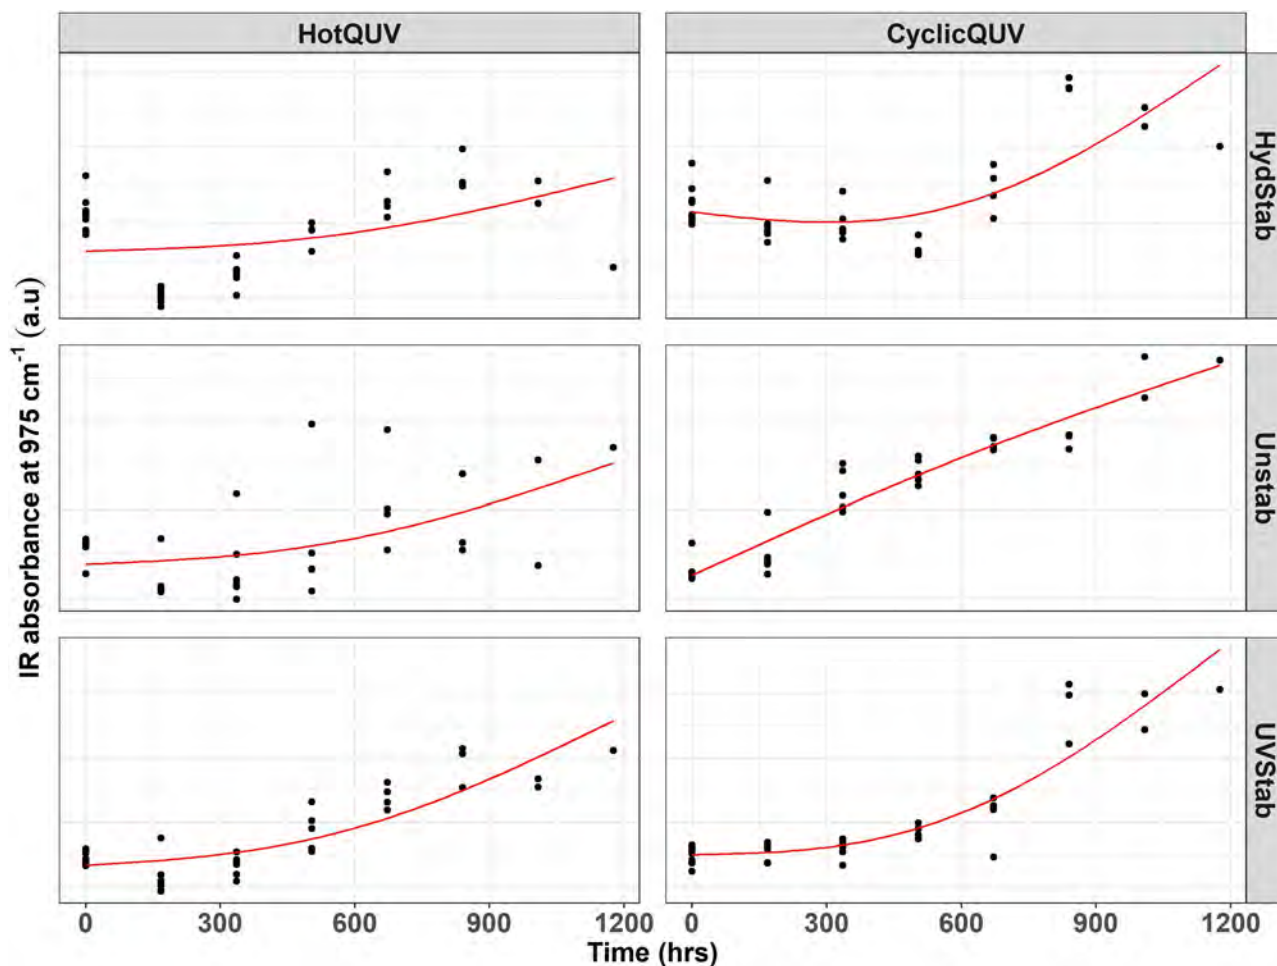 HotQUV CyclicQUV
HydStab
Unstab
UVStab
IR absorbance at 975 cm⁻¹ (a.u)
0 300 600 900 1200 0 300 600 900 1200
Time (hrs)